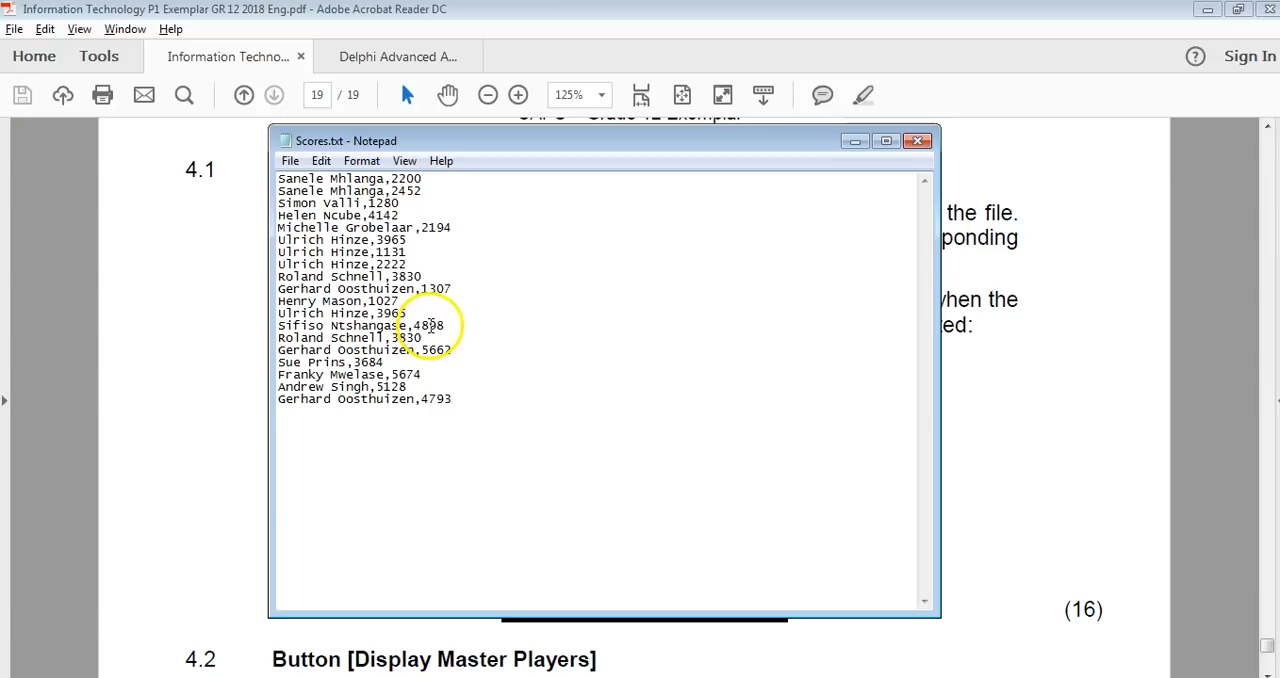 Information Technology P1 Exemplar GR 12 2018 Eng.pdf - Adobe Acrobat Reader DC
File Edit View Window Help
Home Tools Information Techno... × Delphi Advanced A... Sign In
19 / 19 125%
4.1
Scores.txt - Notepad
File Edit Format View Help
Sanele Mhlanga,2200
Sanele Mhlanga,2452
Simon Valli,1280
Helen Ncube,4142
Michelle Grobelaar,2194
Ulrich Hinze,3965
Ulrich Hinze,1131
Ulrich Hinze,2222
Roland Schnell,3830
Gerhard Oosthuizen,1307
Henry Mason,1027
Ulrich Hinze,3965
Sifiso Ntshangase,4898
Roland Schnell,3830
Gerhard Oosthuizen,5662
Sue Prins,3684
Franky Mwelase,5674
Andrew Singh,5128
Gerhard Oosthuizen,4793
the file.
ponding
when the
ted:
(16)
4.2 Button [Display Master Players]